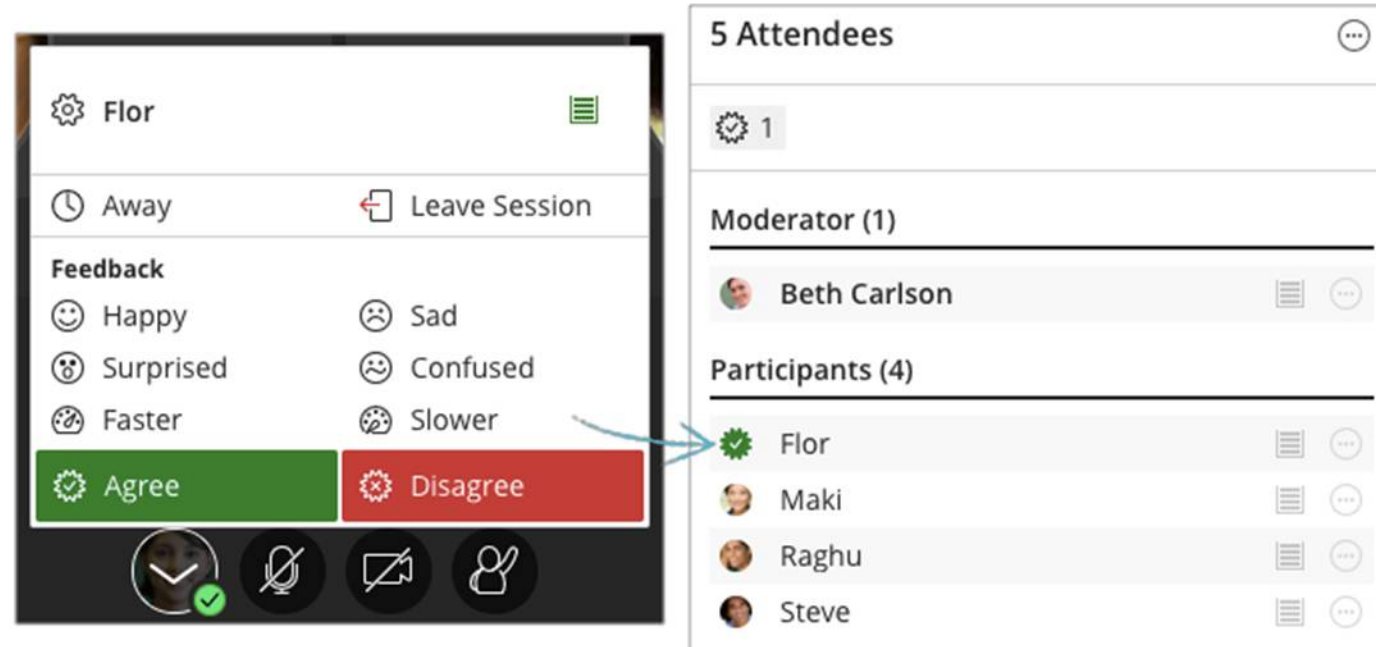 Flor
Away Leave Session
Feedback
Happy Sad
Surprised Confused
Faster Slower
Agree Disagree
5 Attendees
1
Moderator (1)
Beth Carlson
Participants (4)
Flor
Maki
Raghu
Steve